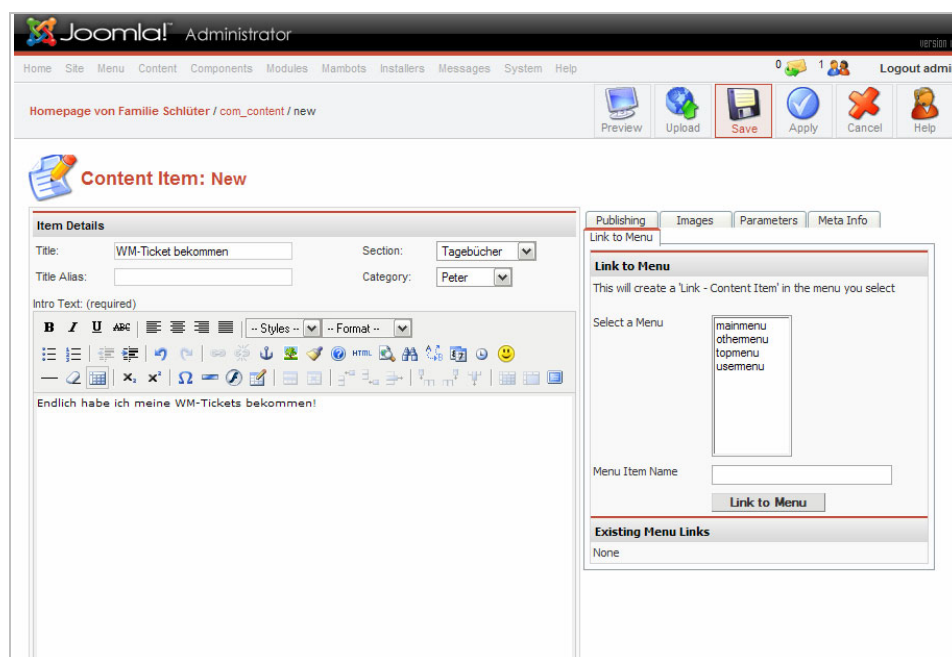 Joomla!™ Administrator
version
Home Site Menu Content Components Modules Mambots Installers Messages System Help 0 1 Logout admi
Homepage von Familie Schlüter / com_content / new
Preview Upload Save Apply Cancel Help
Content Item: New
Item Details
Title: WM-Ticket bekommen Section: Tagebücher
Title Alias: Category: Peter
Intro Text: (required)
B I U ABC -- Styles -- -- Format --
HTML
Endlich habe ich meine WM-Tickets bekommen!
Publishing Images Parameters Meta Info
Link to Menu
Link to Menu
This will create a 'Link - Content Item' in the menu you select
Select a Menu
mainmenu
othermenu
topmenu
usermenu
Menu Item Name
Link to Menu
Existing Menu Links
None